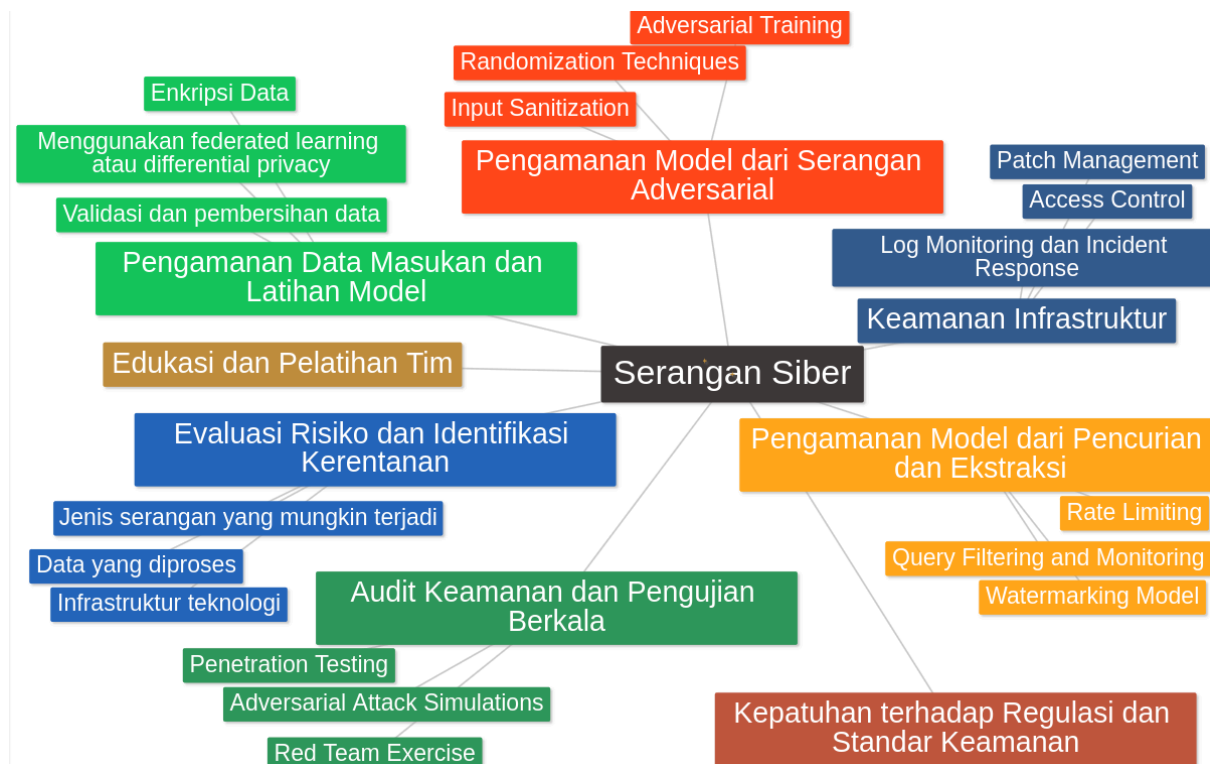 Adversarial Training
Randomization Techniques
Input Sanitization
Pengamanan Model dari Serangan
Adversarial
Enkripsi Data
Menggunakan federated learning
atau differential privacy
Validasi dan pembersihan data
Pengamanan Data Masukan dan
Latihan Model
Patch Management
Access Control
Log Monitoring dan Incident
Response
Keamanan Infrastruktur
Edukasi dan Pelatihan Tim
Serangan Siber
Evaluasi Risiko dan Identifikasi
Kerentanan
Jenis serangan yang mungkin terjadi
Data yang diproses
Infrastruktur teknologi
Pengamanan Model dari Pencurian
dan Ekstraksi
Rate Limiting
Query Filtering and Monitoring
Watermarking Model
Audit Keamanan dan Pengujian
Berkala
Penetration Testing
Adversarial Attack Simulations
Red Team Exercise
Kepatuhan terhadap Regulasi dan
Standar Keamanan